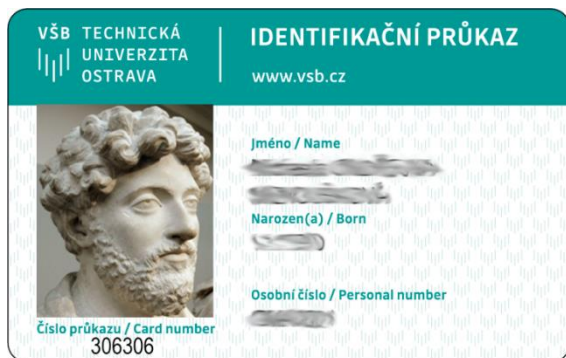 VŠB TECHNICKÁ
UNIVERZITA
OSTRAVA
IDENTIFIKAČNÍ PRŮKAZ
www.vsb.cz
Jméno / Name
Narozen(a) / Born
Osobní číslo / Personal number
Číslo průkazu / Card number
306306